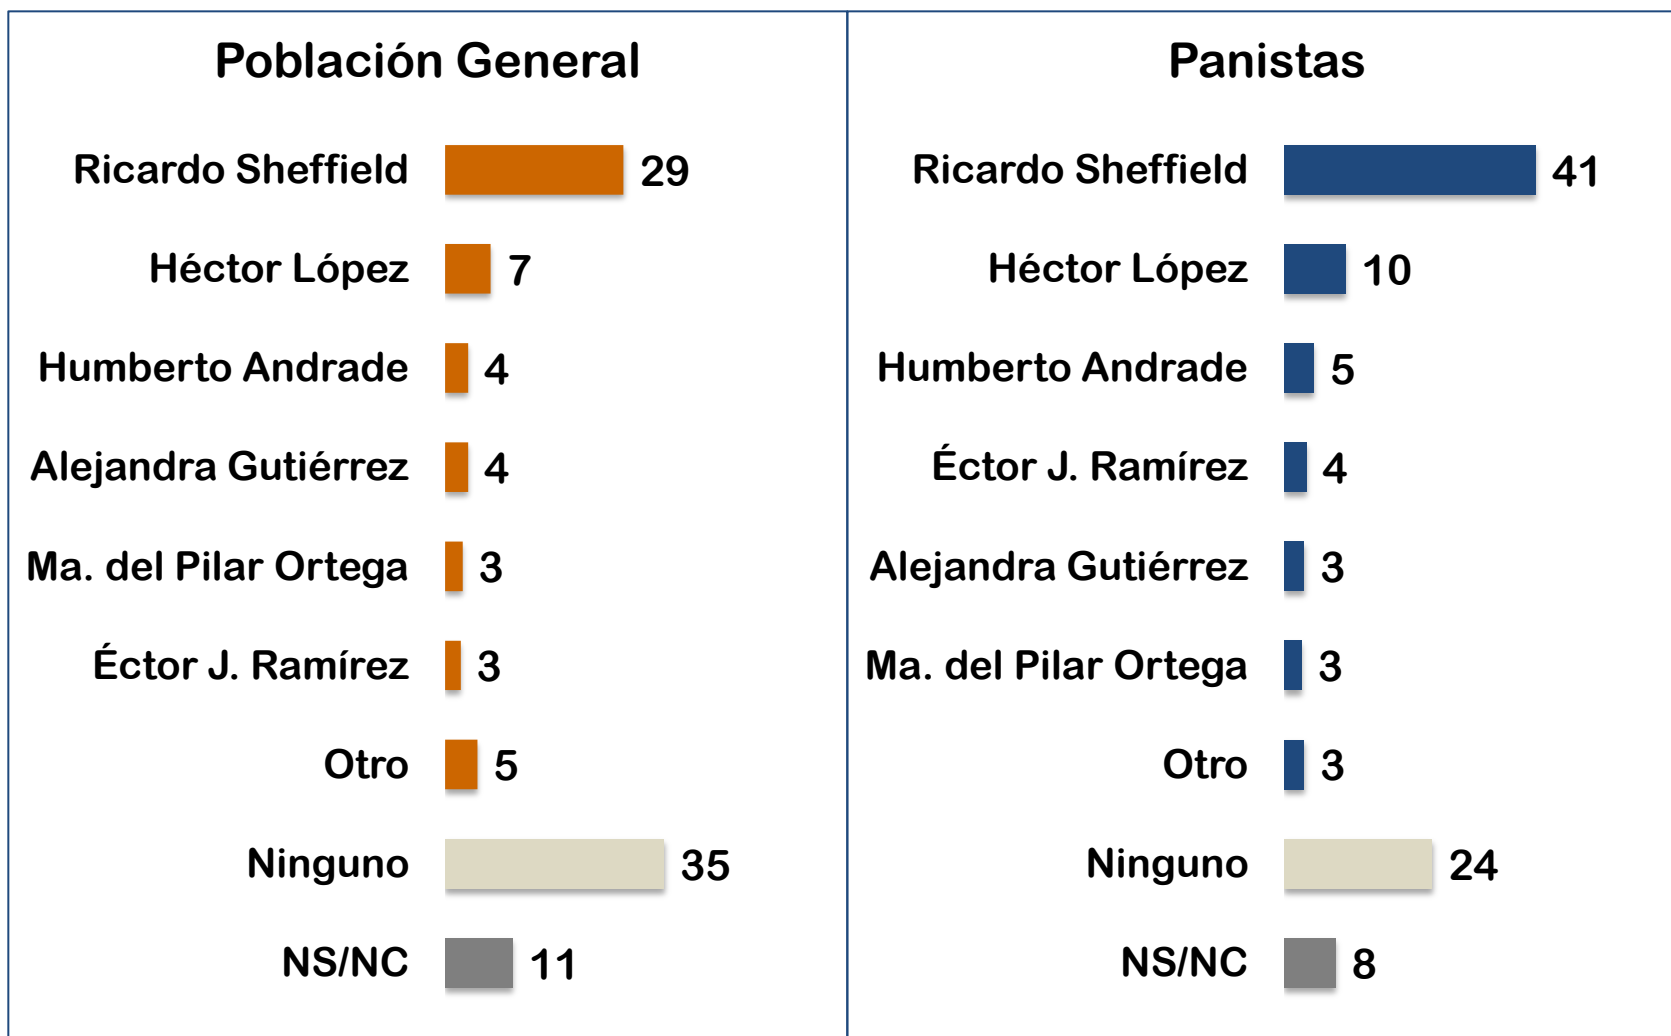 Población General
Ricardo Sheffield 29
Héctor López 7
Humberto Andrade 4
Alejandra Gutiérrez 4
Ma. del Pilar Ortega 3
Éctor J. Ramírez 3
Otro 5
Ninguno 35
NS/NC 11
Panistas
Ricardo Sheffield 41
Héctor López 10
Humberto Andrade 5
Éctor J. Ramírez 4
Alejandra Gutiérrez 3
Ma. del Pilar Ortega 3
Otro 3
Ninguno 24
NS/NC 8